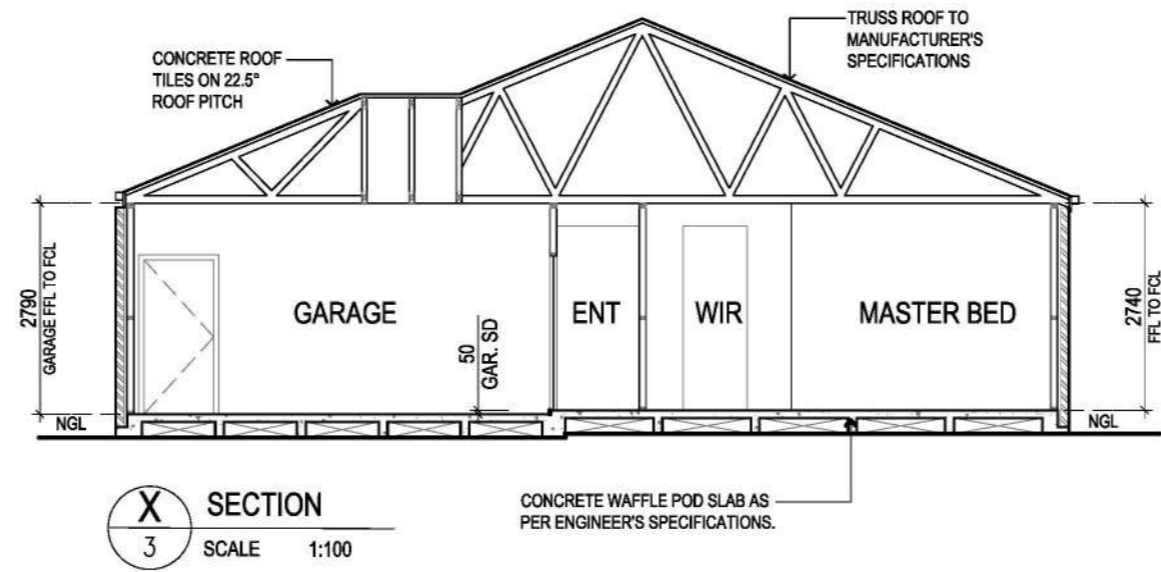 CONCRETE ROOF
TILES ON 22.5°
ROOF PITCH
TRUSS ROOF TO
MANUFACTURER'S
SPECIFICATIONS
2790
GARAGE FFL TO FCL
GARAGE
50
GAR. SD
ENT
WIR
MASTER BED
2740
FFL TO FCL
NGL
NGL
X
3
SECTION
SCALE 1:100
CONCRETE WAFFLE POD SLAB AS
PER ENGINEER'S SPECIFICATIONS.